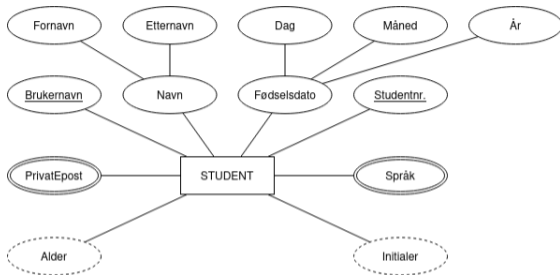 Fornavn
Etternavn
Dag
Måned
År
Brukernavn
Navn
Fødselsdato
Studentnr.
PrivatEpost
STUDENT
Språk
Alder
Initialer